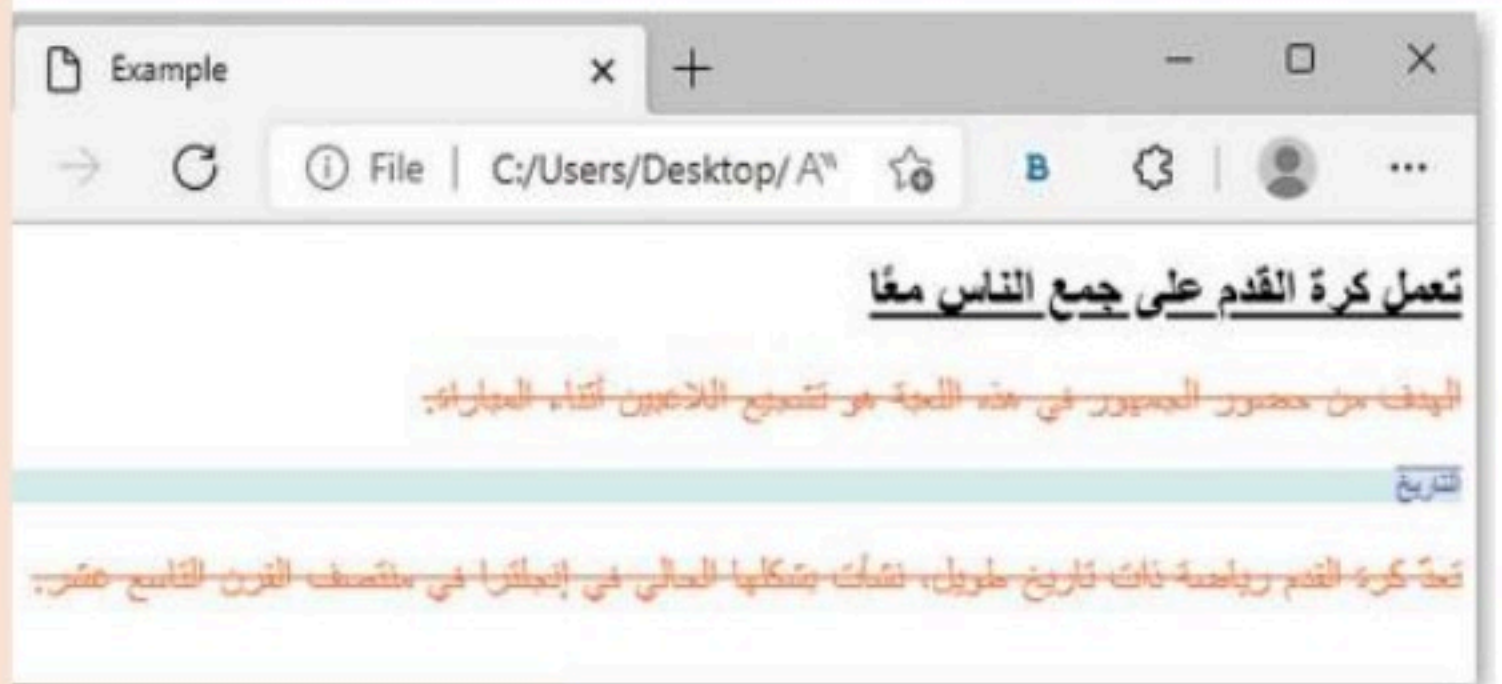 Example
File | C:/Users/Desktop/ A
B
تعمل كرة القدم على جمع الناس معًا
الهدف من حضور الجمهور في هذه اللعبة هو تشجيع اللاعبين أثناء المباراة.
التاريخ
تعدّ كرة القدم رياضة ذات تاريخ طويل، نشأت بشكلها الحالي في إنجلترا في منتصف القرن التاسع عشر.